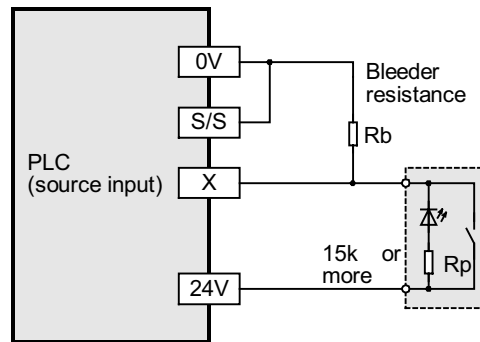 0V
Bleeder
resistance
S/S
Rb
PLC
(source input)
X
15k or
more
Rp
24V